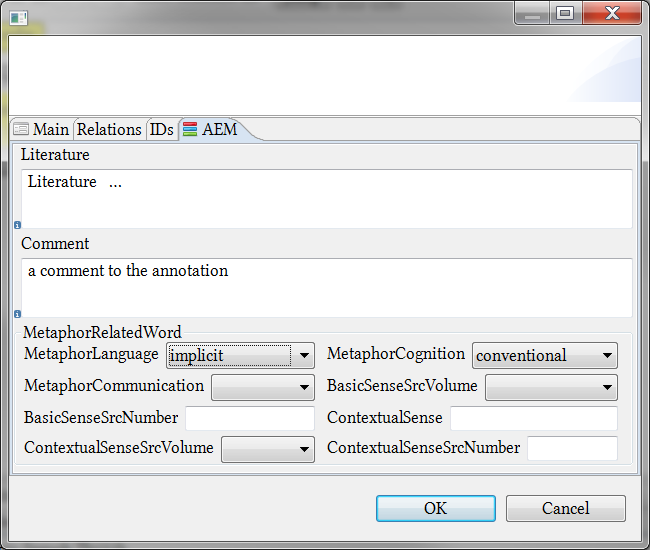 Main Relations IDs AEM
Literature
Literature ...
Comment
a comment to the annotation
MetaphorRelatedWord
MetaphorLanguage implicit MetaphorCognition conventional
MetaphorCommunication BasicSenseSrcVolume
BasicSenseSrcNumber ContextualSense
ContextualSenseSrcVolume ContextualSenseSrcNumber
OK Cancel